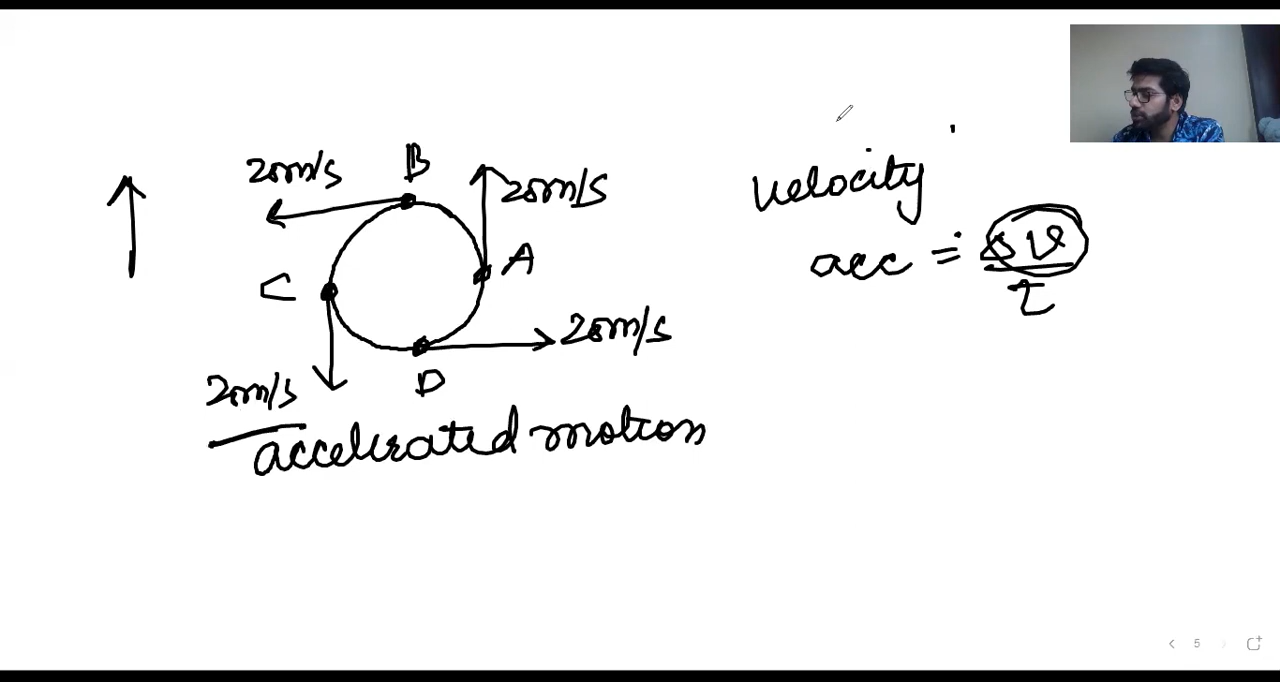 B
20m/s
20m/s
velocity
A
acc = Δv/t
C
20m/s
D
20m/s
accelerated motion
5